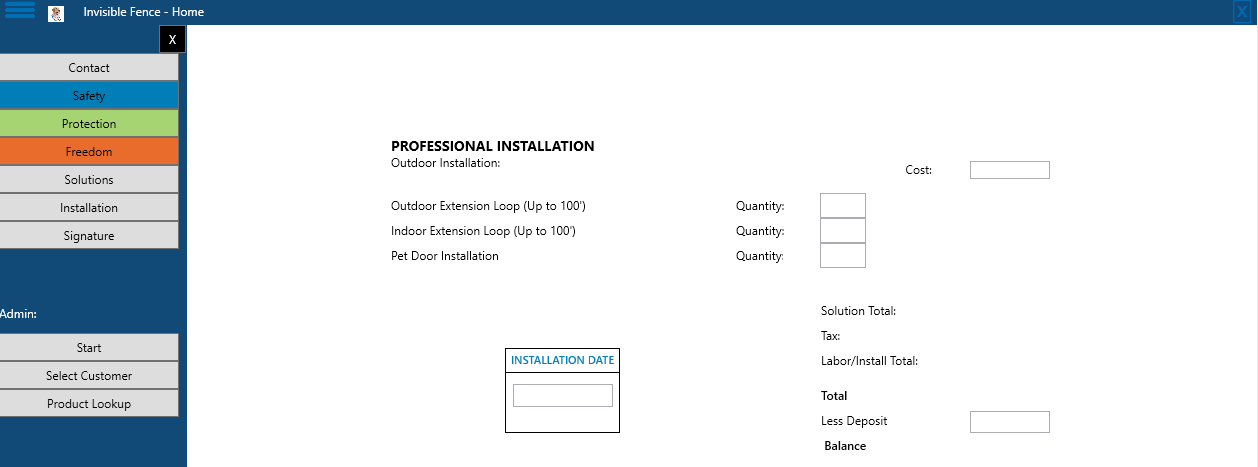 Invisible Fence - Home
X
X
Contact
Safety
Protection
Freedom
Solutions
Installation
Signature
Admin:
Start
Select Customer
Product Lookup
PROFESSIONAL INSTALLATION
Outdoor Installation:
Cost:
Outdoor Extension Loop (Up to 100') Quantity:
Indoor Extension Loop (Up to 100') Quantity:
Pet Door Installation Quantity:
INSTALLATION DATE
Solution Total:
Tax:
Labor/Install Total:
Total
Less Deposit
Balance